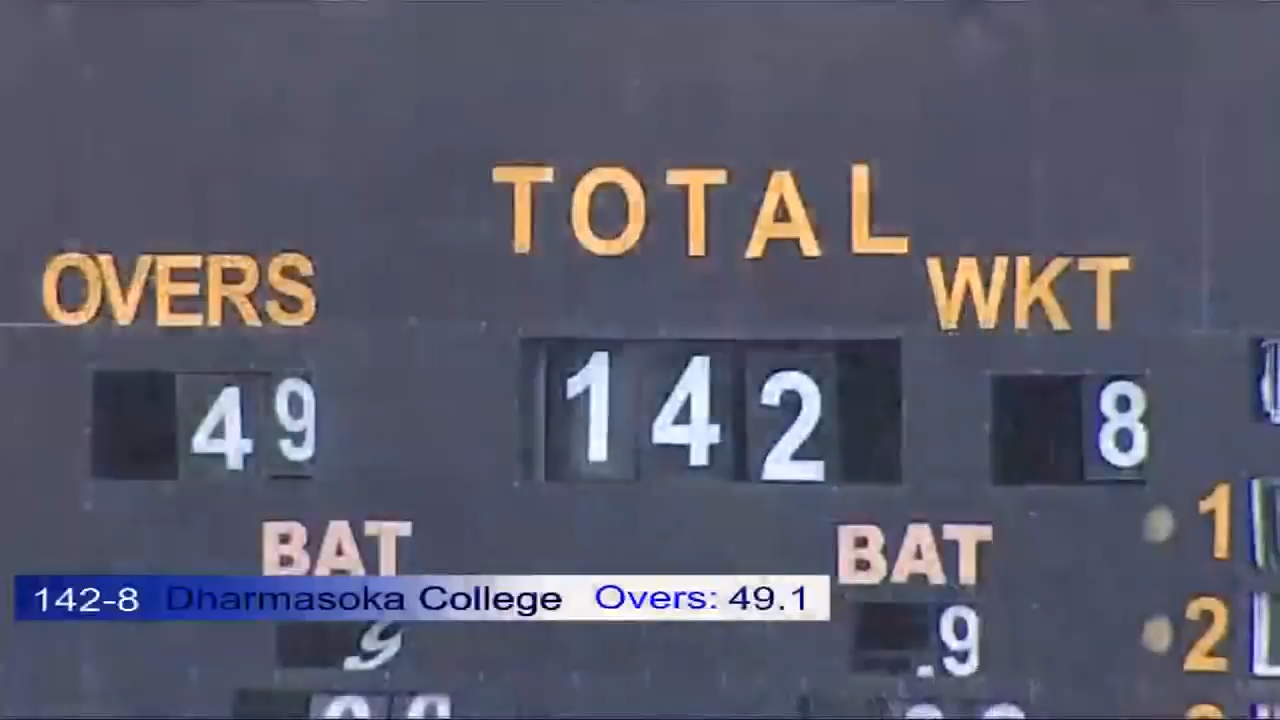 TOTAL
OVERS WKT
49 142 8
1
BAT BAT
142-8 Dharmasoka College Overs: 49.1
9 9 2